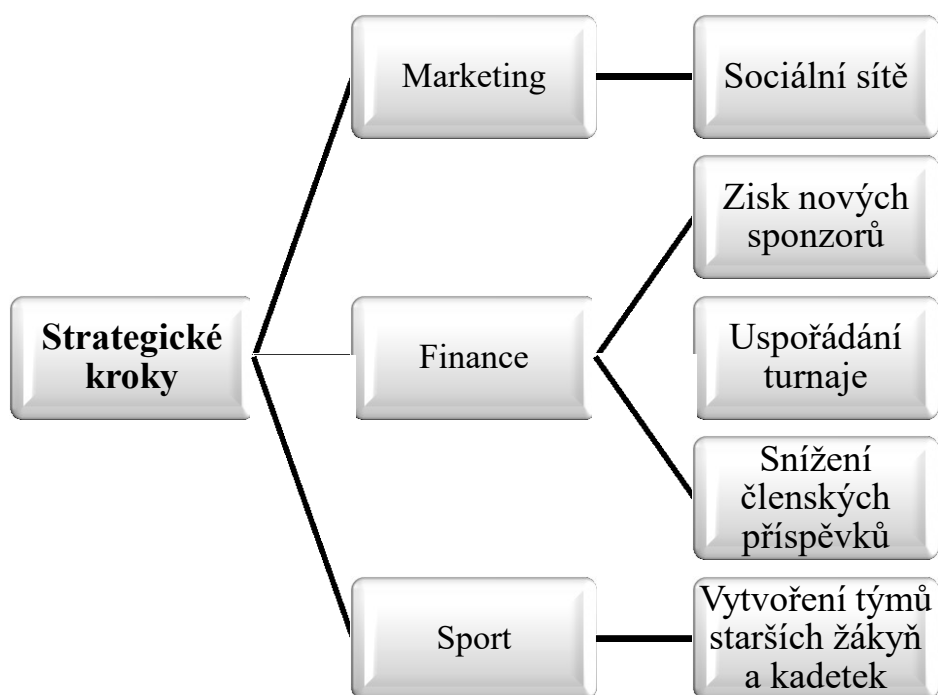 Strategické
kroky
Marketing
Sociální sítě
Finance
Zisk nových
sponzorů
Uspořádání
turnaje
Snížení
členských
příspěvků
Sport
Vytvoření týmů
starších žákyň
a kadetek